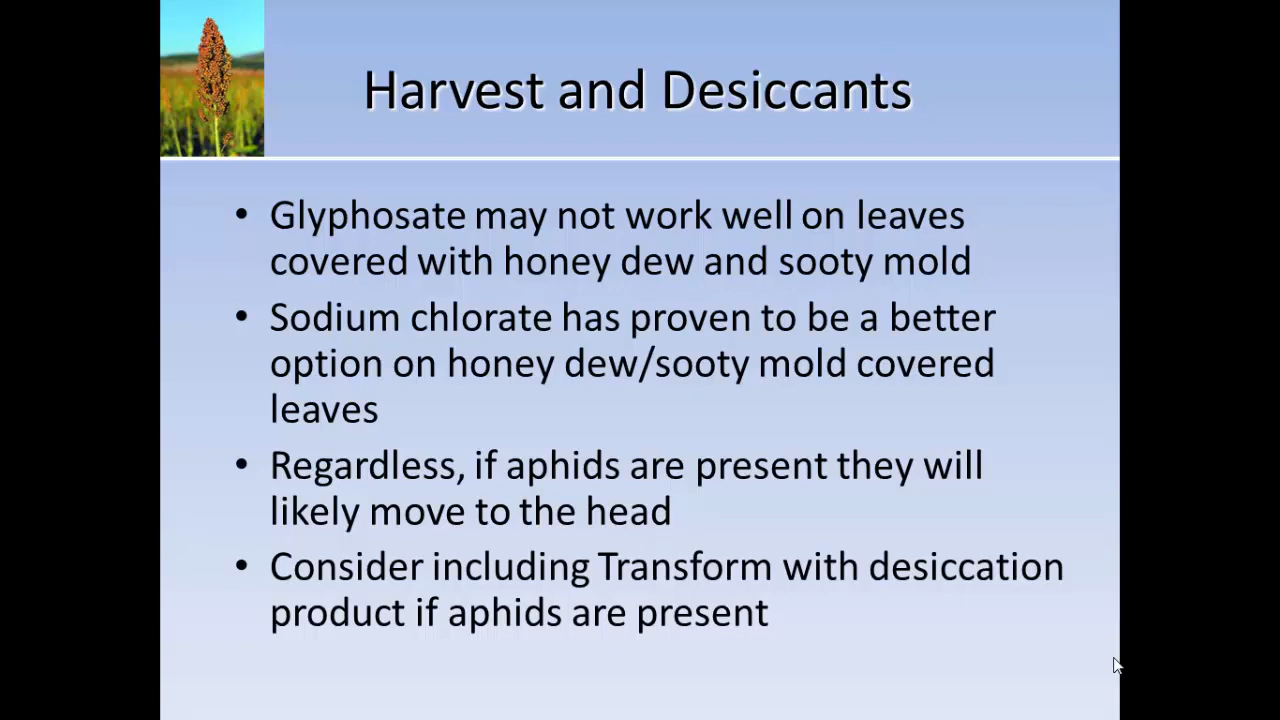 Harvest and Desiccants
• Glyphosate may not work well on leaves
covered with honey dew and sooty mold
• Sodium chlorate has proven to be a better
option on honey dew/sooty mold covered
leaves
• Regardless, if aphids are present they will
likely move to the head
• Consider including Transform with desiccation
product if aphids are present